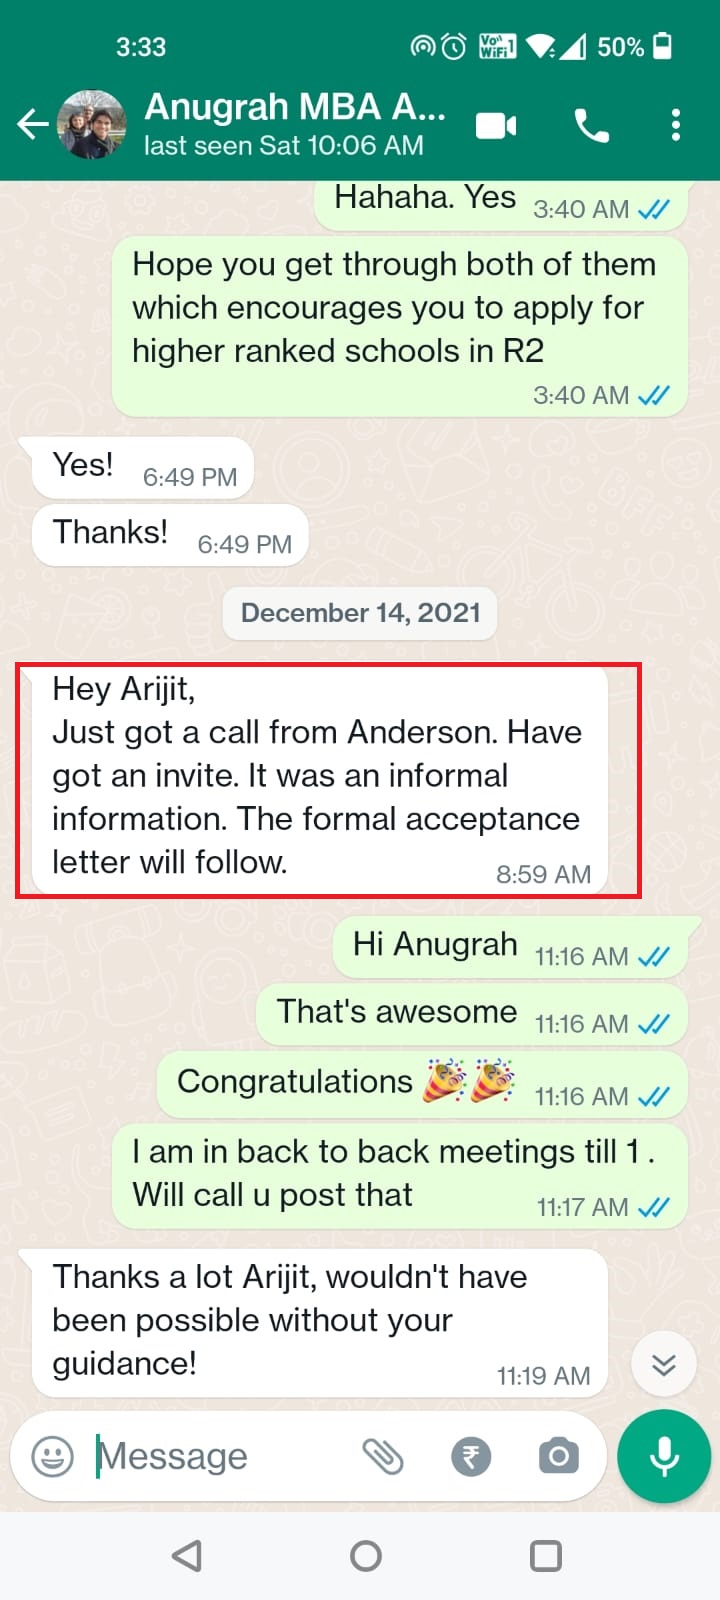 3:33
Vo 1
WiFi
50%
Anugrah MBA A...
last seen Sat 10:06 AM
Hahaha. Yes 3:40 AM
Hope you get through both of them
which encourages you to apply for
higher ranked schools in R2
3:40 AM
Yes! 6:49 PM
Thanks! 6:49 PM
December 14, 2021
Hey Arijit,
Just got a call from Anderson. Have
got an invite. It was an informal
information. The formal acceptance
letter will follow.
8:59 AM
Hi Anugrah 11:16 AM
That's awesome 11:16 AM
Congratulations 🎉🎉 11:16 AM
I am in back to back meetings till 1 .
Will call u post that 11:17 AM
Thanks a lot Arijit, wouldn't have
been possible without your
guidance!
11:19 AM
Message
₹